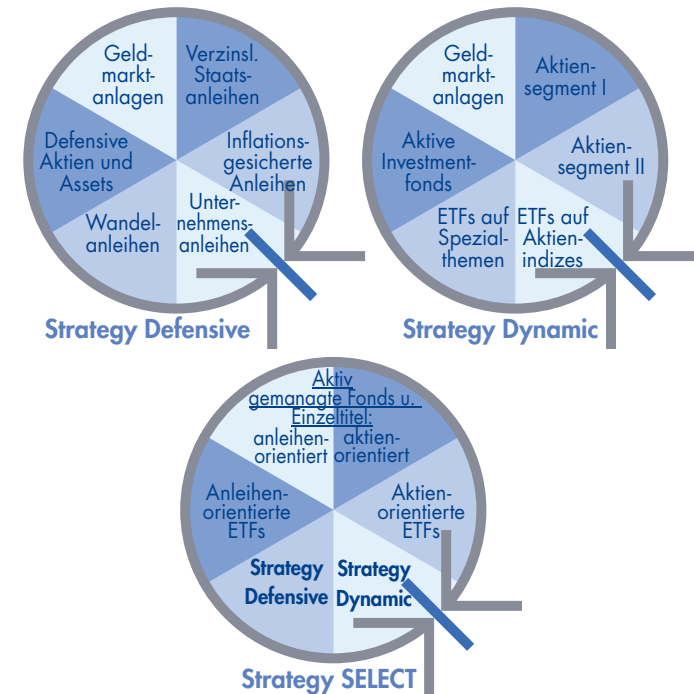 Geld-
markt-
anlagen
Verzinsl.
Staats-
anleihen
Inflations-
gesicherte
Anleihen
Unter-
nehmens-
anleihen
Wandel-
anleihen
Defensive
Aktien und
Assets
Strategy Defensive
Geld-
markt-
anlagen
Aktien-
segment I
Aktien-
segment II
ETFs auf
Aktien-
indizes
ETFs auf
Spezial-
themen
Aktive
Investment-
fonds
Strategy Dynamic
Aktiv
gemanagte Fonds u.
Einzeltitel:
anleihen-
orientiert
aktien-
orientiert
Aktien-
orientierte
ETFs
Strategy
Dynamic
Strategy
Defensive
Anleihen-
orientierte
ETFs
Strategy SELECT